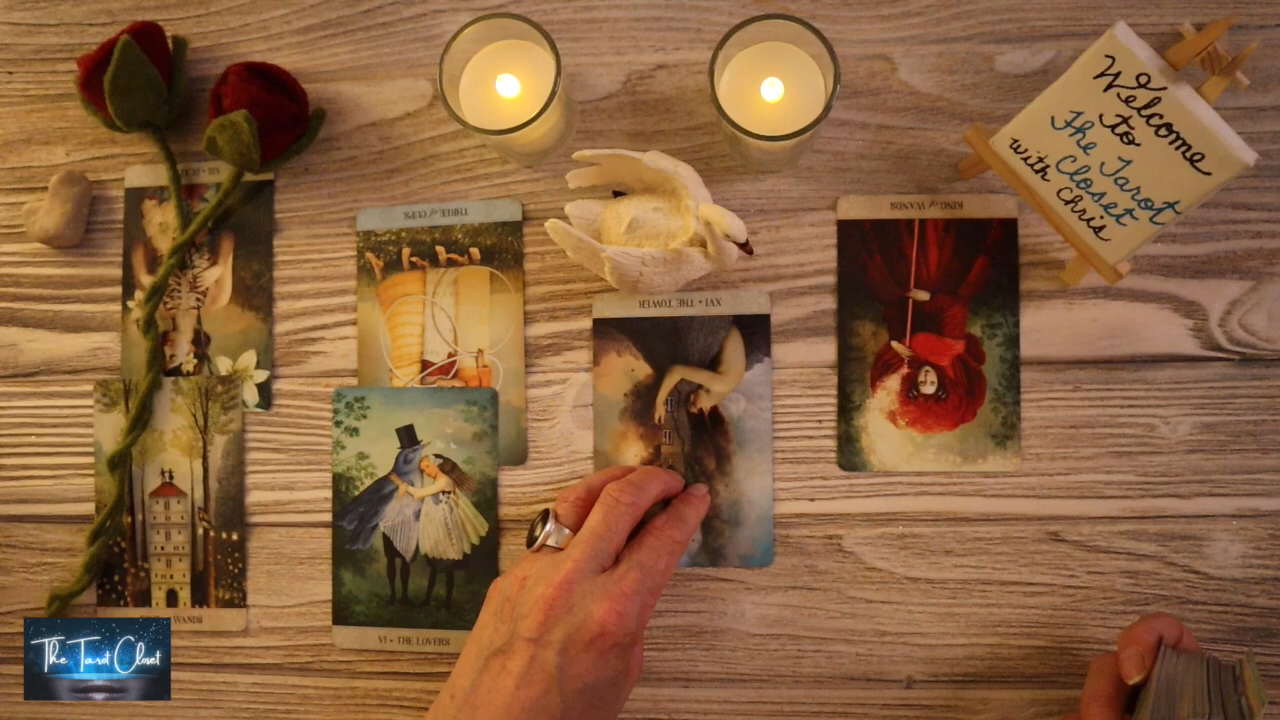 Welcome
to
The Tarot
Closet
with Chris
THREE of CUPS
KING of WANDS
XVI • THE TOWER
WANDS
VI • THE LOVERS
The Tarot Closet